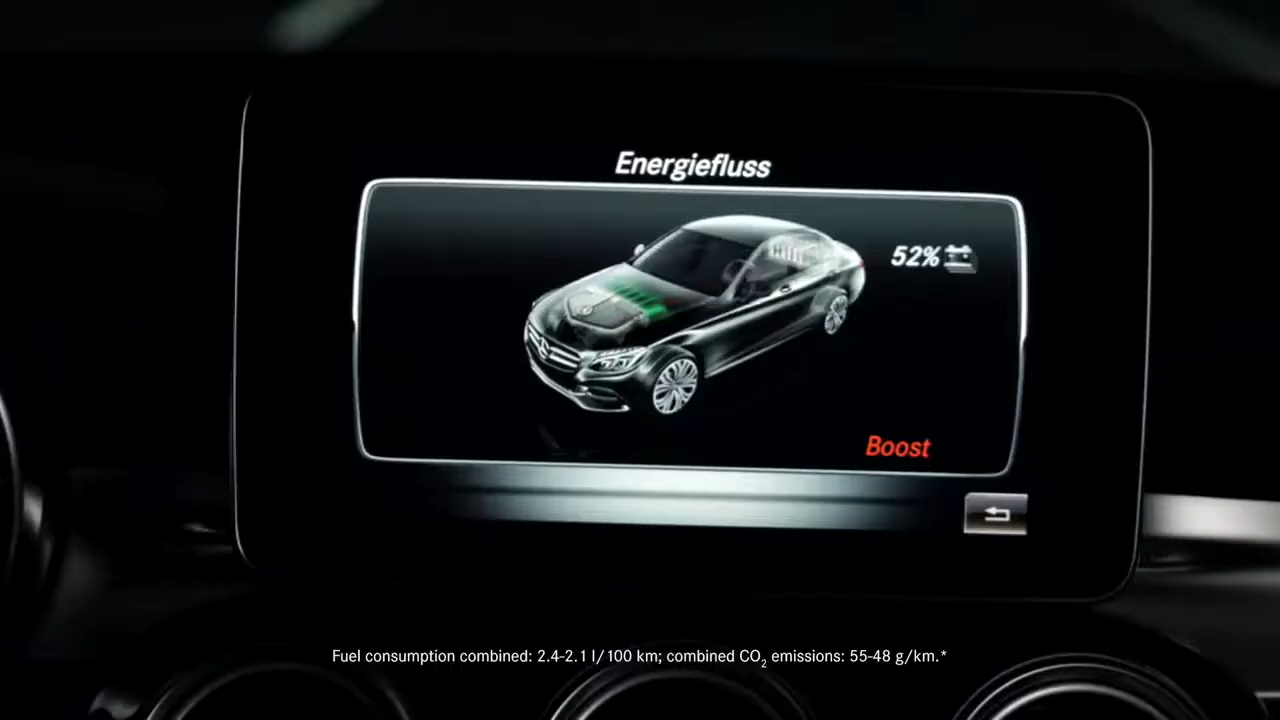 Energiefluss
52%
Boost
Fuel consumption combined: 2.4-2.1 l/100 km; combined CO₂ emissions: 55-48 g/km.*